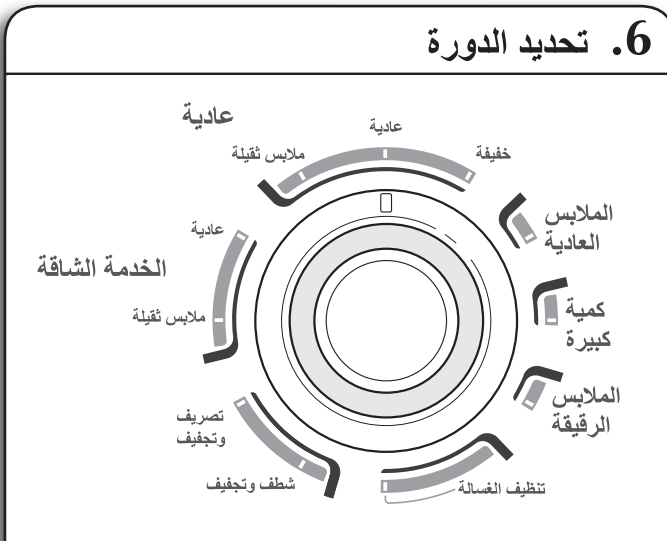 6. تحديد الدورة
عادية
عادية
ملابس ثقيلة
خفيفة
الملابس
العادية
كمية
كبيرة
الملابس
الرقيقة
تنظيف الغسالة
شطف وتجفيف
تصريف
وتجفيف
ملابس ثقيلة
الخدمة الشاقة
عادية